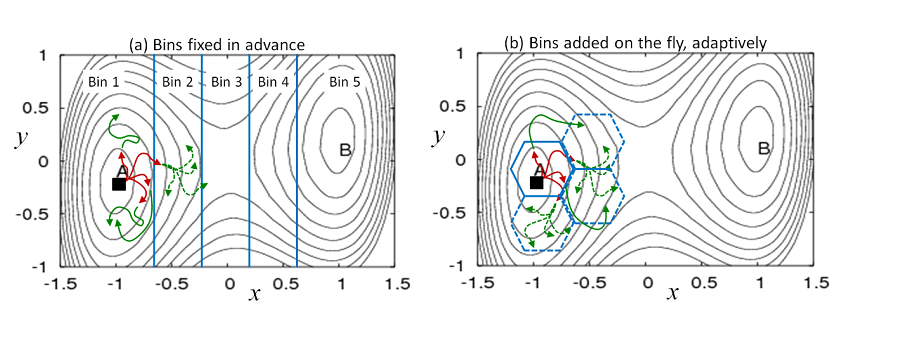 (a) Bins fixed in advance
(b) Bins added on the fly, adaptively
1
Bin 1
Bin 2
Bin 3
Bin 4
Bin 5
0.5
y
0
A
B
-0.5
-1
-1.5
-1
-0.5
0
0.5
1
1.5
x
1
0.5
y
0
A
B
-0.5
-1
-1.5
-1
-0.5
0
0.5
1
1.5
x